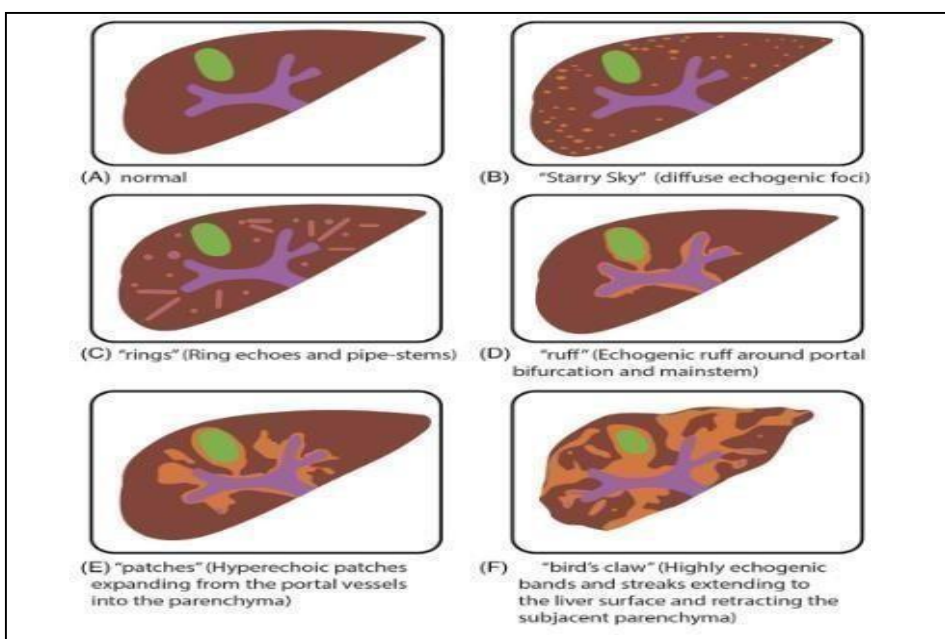 (A) normal
(B) "Starry Sky" (diffuse echogenic foci)
(C) "rings" (Ring echoes and pipe-stems)
(D) "ruff" (Echogenic ruff around portal
bifurcation and mainstem)
(E) "patches" (Hyperechoic patches
expanding from the portal vessels
into the parenchyma)
(F) "bird's claw" (Highly echogenic
bands and streaks extending to
the liver surface and retracting the
subjacent parenchyma)